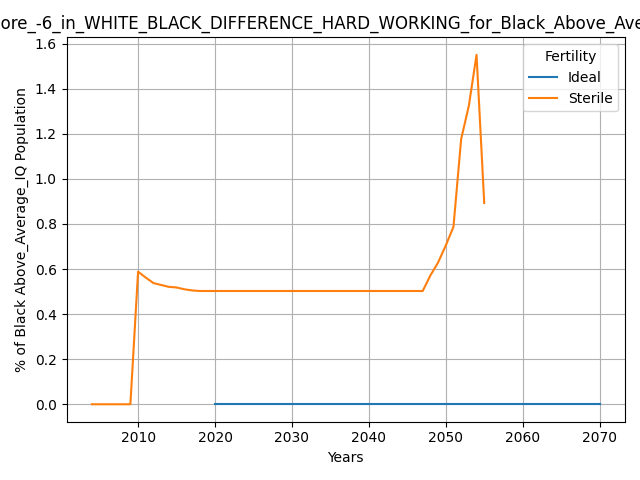 ore_-6_in_WHITE_BLACK_DIFFERENCE_HARD_WORKING_for_Black_Above_Ave
Fertility
Ideal
Sterile
% of Black Above_Average_IQ Population
1.6
1.4
1.2
1.0
0.8
0.6
0.4
0.2
0.0
2010 2020 2030 2040 2050 2060 2070
Years